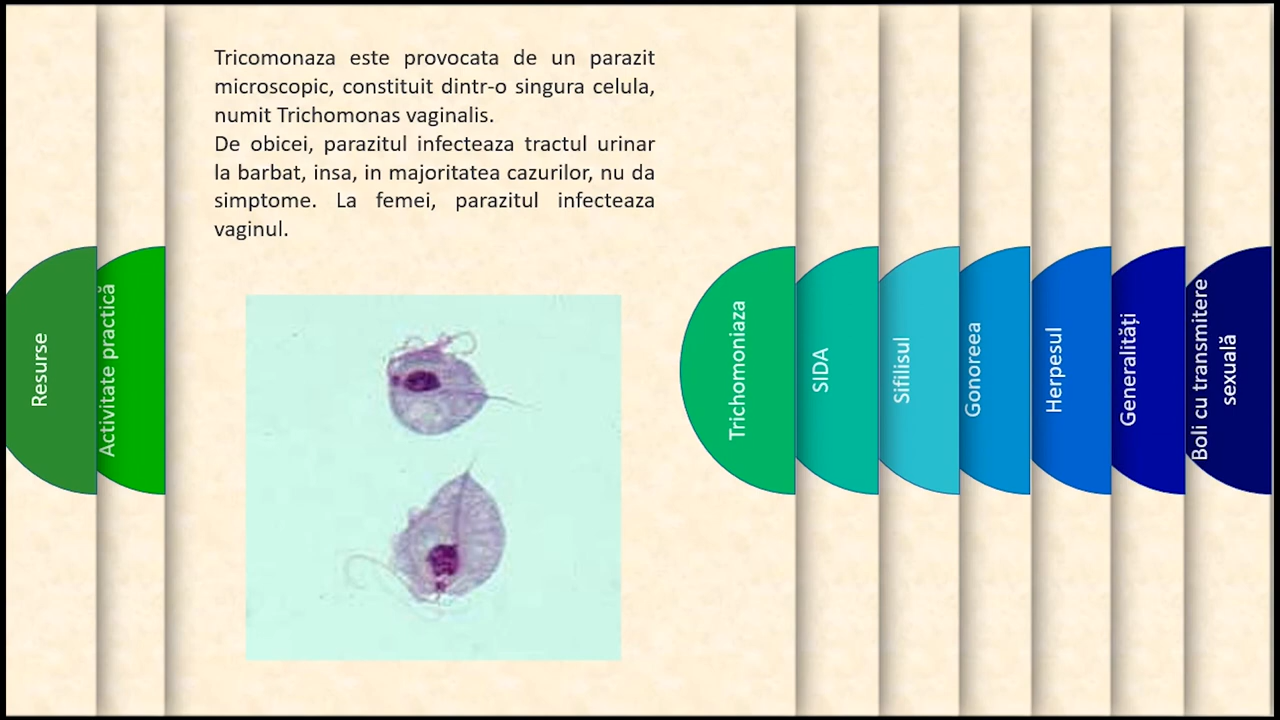 Tricomonaza este provocata de un parazit
microscopic, constituit dintr-o singura celula,
numit Trichomonas vaginalis.
De obicei, parazitul infecteaza tractul urinar
la barbat, insa, in majoritatea cazurilor, nu da
simptome. La femei, parazitul infecteaza
vaginul.
Resurse
Activitate practică
Trichomoniaza
SIDA
Sifilisul
Gonoreea
Herpesul
Generalități
Boli cu transmitere
sexuală